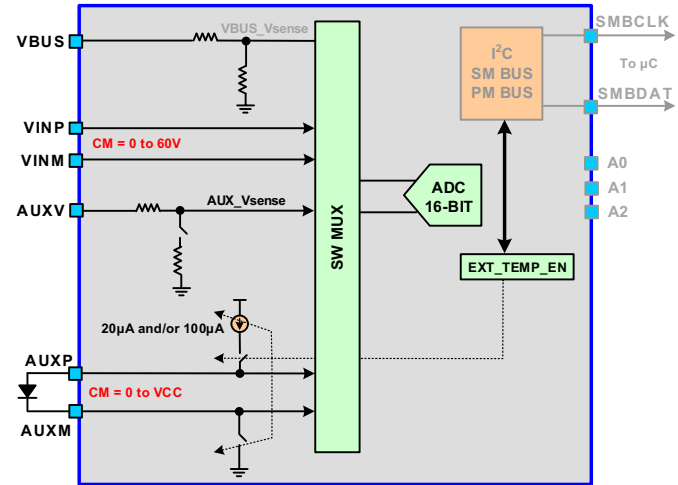 VBUS
VBUS_Vsense
SMBCLK
I²C
SM BUS
PM BUS
To µC
SMBDAT
VINP
CM = 0 to 60V
VINM
A0
A1
A2
AUXV
AUX_Vsense
SW MUX
ADC
16-BIT
EXT_TEMP_EN
20µA and/or 100µA
AUXP
CM = 0 to VCC
AUXM